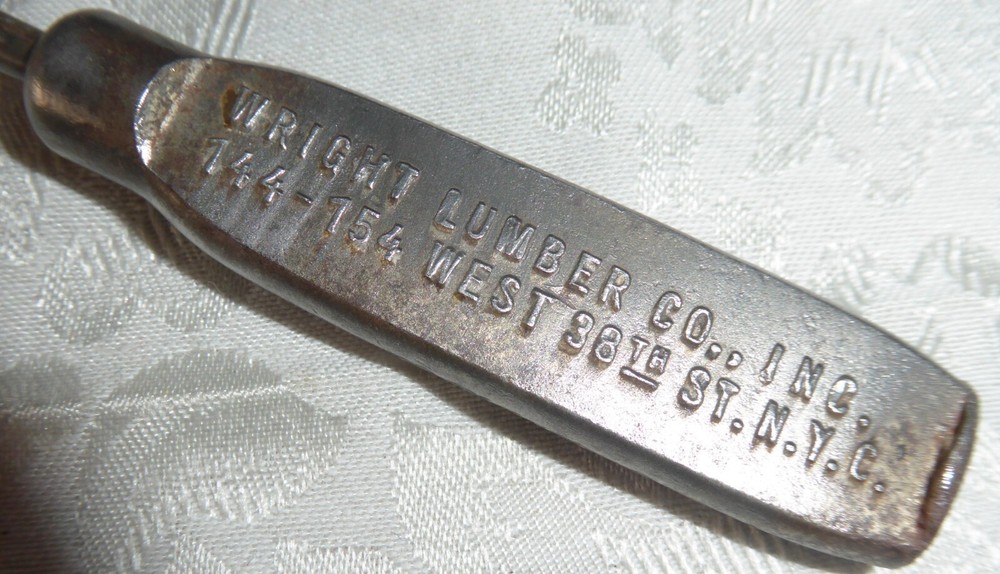 WRIGHT LUMBER CO., INC.
144-154 WEST 38TH ST. N.Y.C.